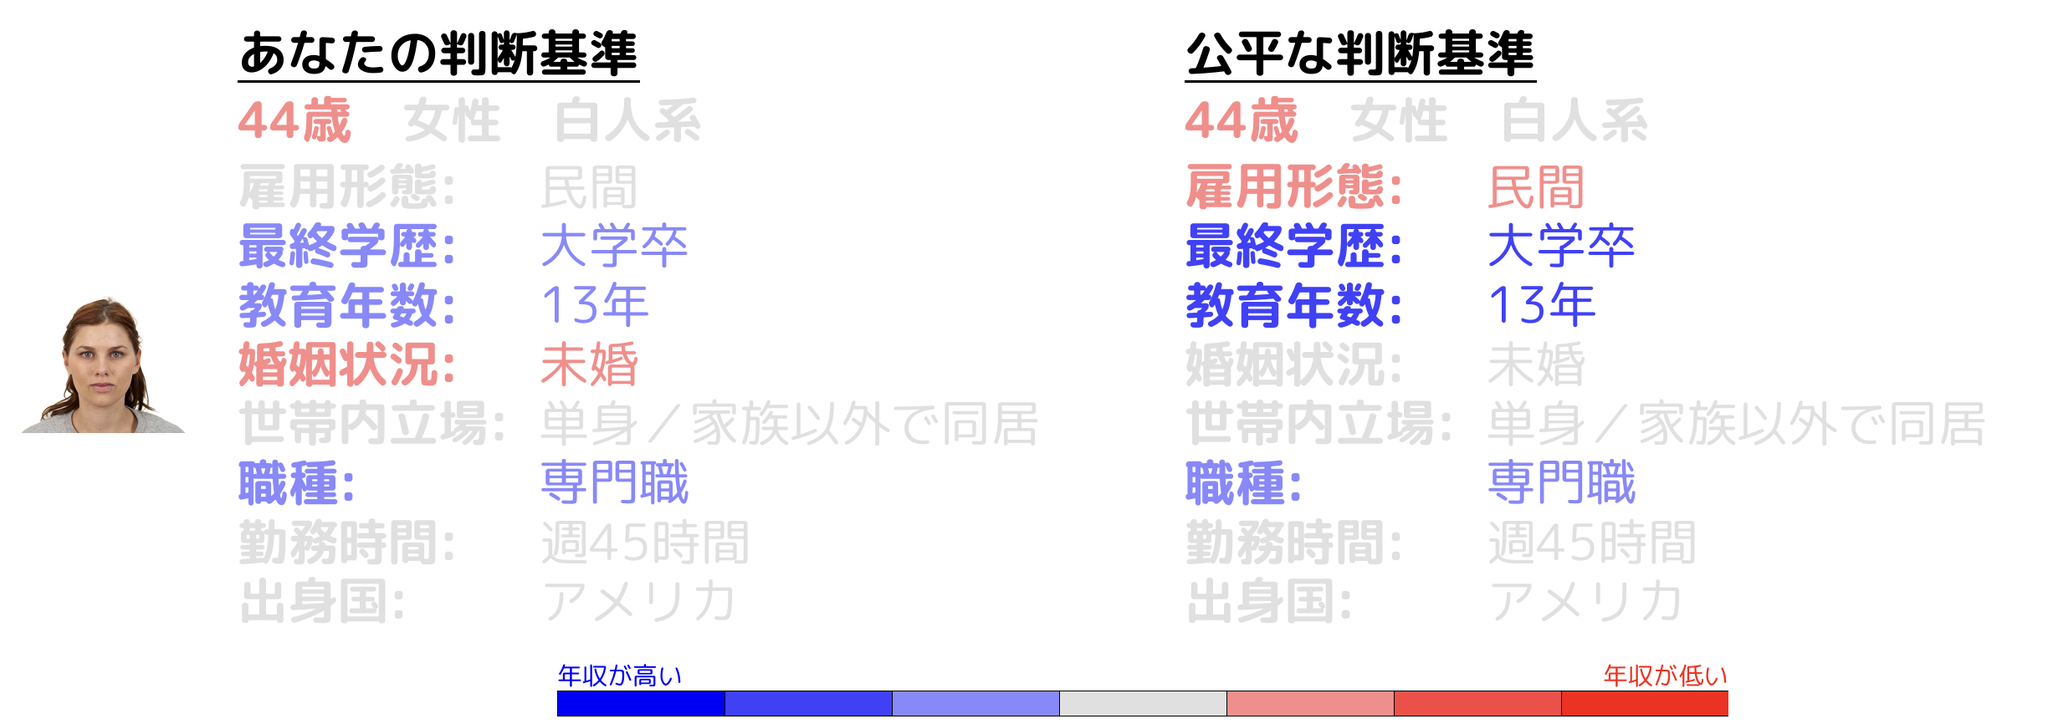 あなたの判断基準
44歳 女性 白人系
雇用形態: 民間
最終学歴: 大学卒
教育年数: 13年
婚姻状況: 未婚
世帯内立場: 単身／家族以外で同居
職種: 専門職
勤務時間: 週45時間
出身国: アメリカ
公平な判断基準
44歳 女性 白人系
雇用形態: 民間
最終学歴: 大学卒
教育年数: 13年
婚姻状況: 未婚
世帯内立場: 単身／家族以外で同居
職種: 専門職
勤務時間: 週45時間
出身国: アメリカ
年収が高い
年収が低い